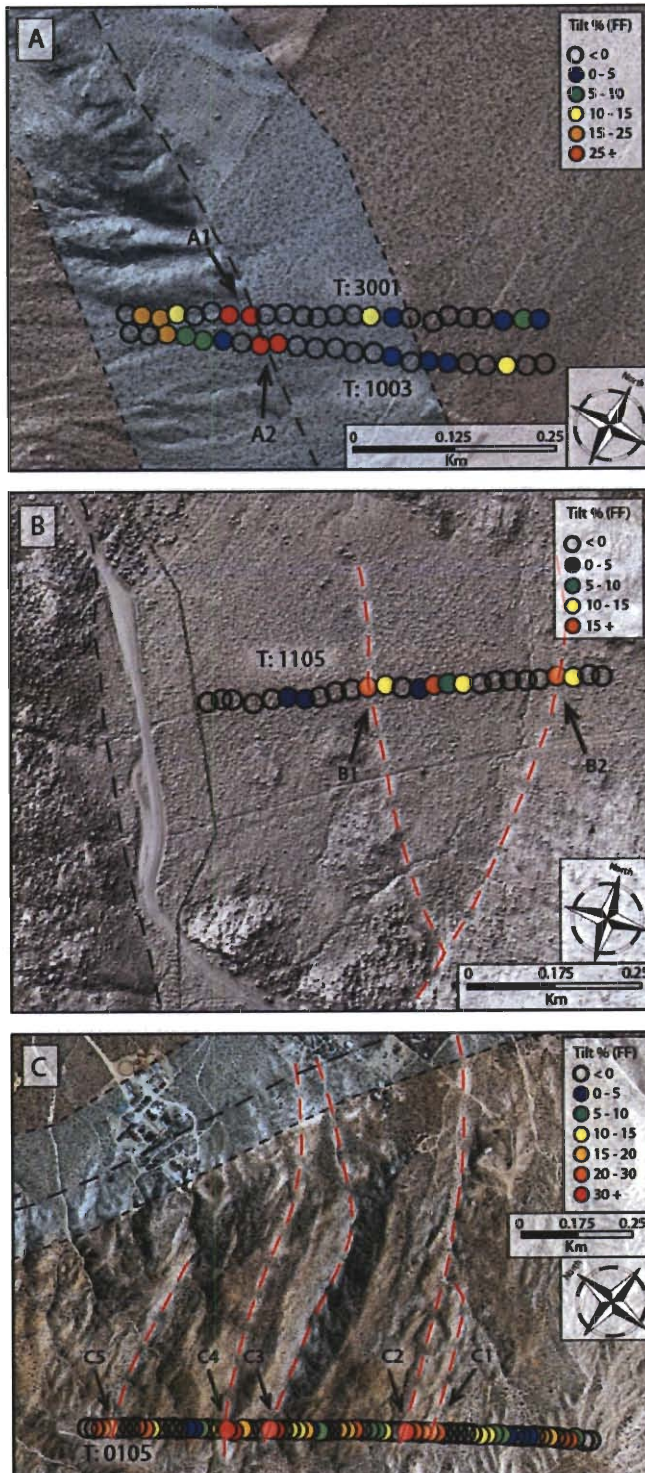 A
Tilt % (FF)
< 0
0 - 5
5 - 10
10 - 15
15 - 25
25 +
A1
T: 3001
T: 1003
A2
North
0 0.125 0.25
Km
B
Tilt % (FF)
< 0
0 - 5
5 - 10
10 - 15
15 +
T: 1105
B1
B2
North
0 0.175 0.25
Km
C
Tilt % (FF)
< 0
0 - 5
5 - 10
10 - 15
15 - 20
20 - 30
30 +
0 0.175 0.25
Km
North
C5
C4
C3
C2
C1
T: 0105